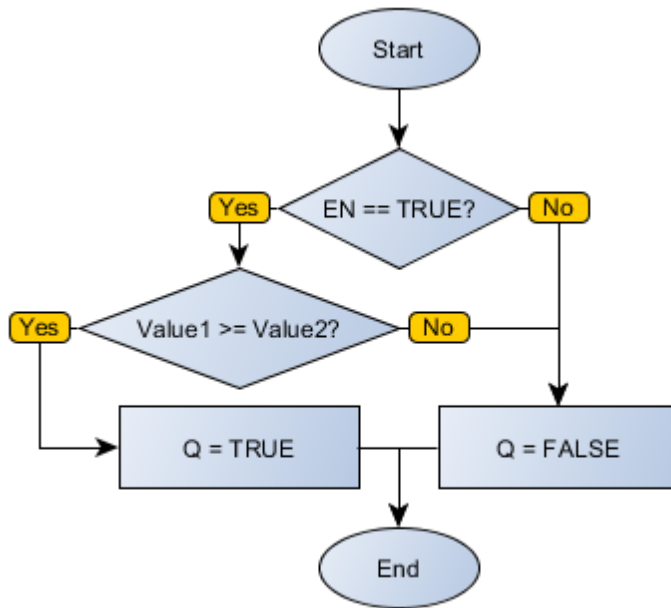 Start
EN == TRUE?
Yes
No
Value1 >= Value2?
Yes
No
Q = TRUE
Q = FALSE
End